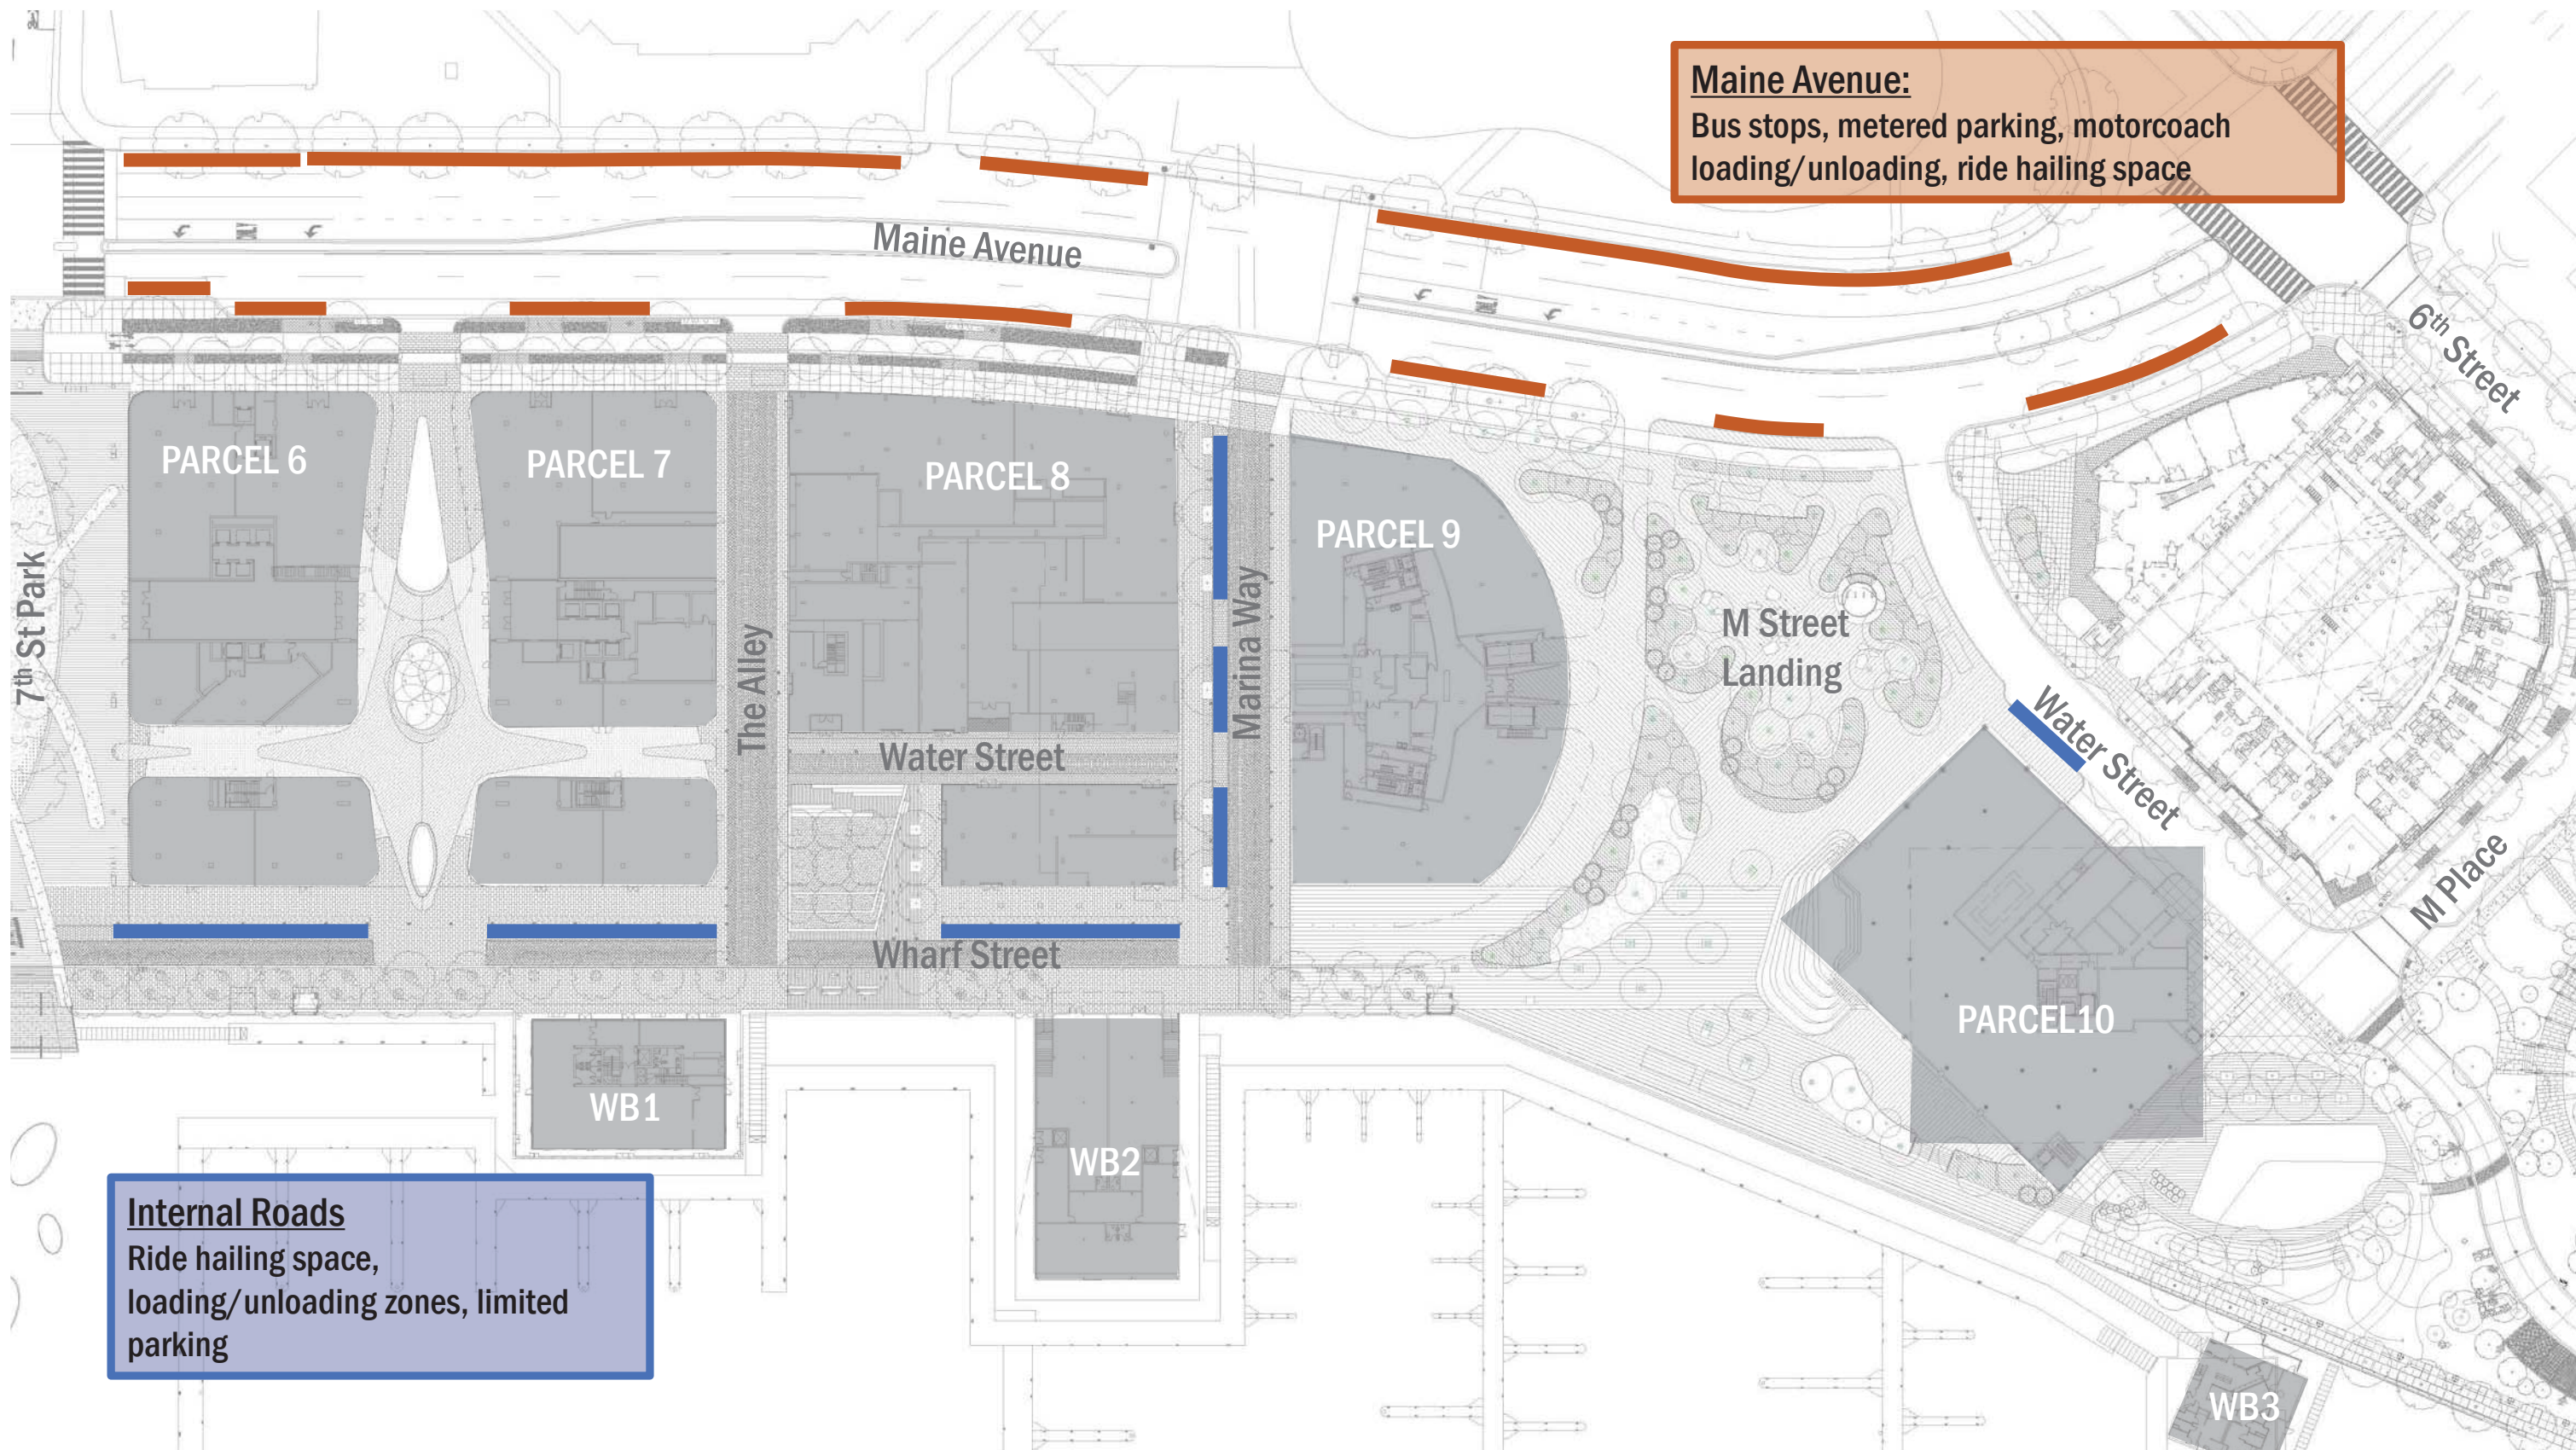 Maine Avenue:
Bus stops, metered parking, motorcoach
loading/unloading, ride hailing space
Maine Avenue
6th Street
PARCEL 6
PARCEL 7
PARCEL 8
PARCEL 9
7th St Park
The Alley
Marina Way
M Street
Landing
Water Street
Water Street
M Place
Wharf Street
PARCEL10
WB1
WB2
WB3
Internal Roads
Ride hailing space,
loading/unloading zones, limited
parking